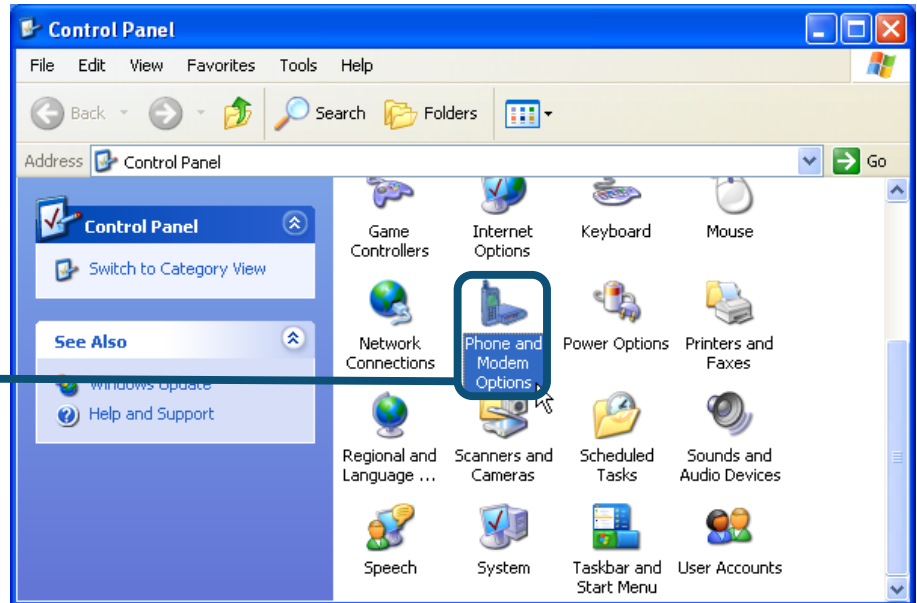 Control Panel
File Edit View Favorites Tools Help
Back Search Folders
Address Control Panel Go
Control Panel
Switch to Category View
See Also
Windows Update
Help and Support
Game Controllers
Internet Options
Keyboard
Mouse
Network Connections
Phone and Modem Options
Power Options
Printers and Faxes
Regional and Language ...
Scanners and Cameras
Scheduled Tasks
Sounds and Audio Devices
Speech
System
Taskbar and Start Menu
User Accounts